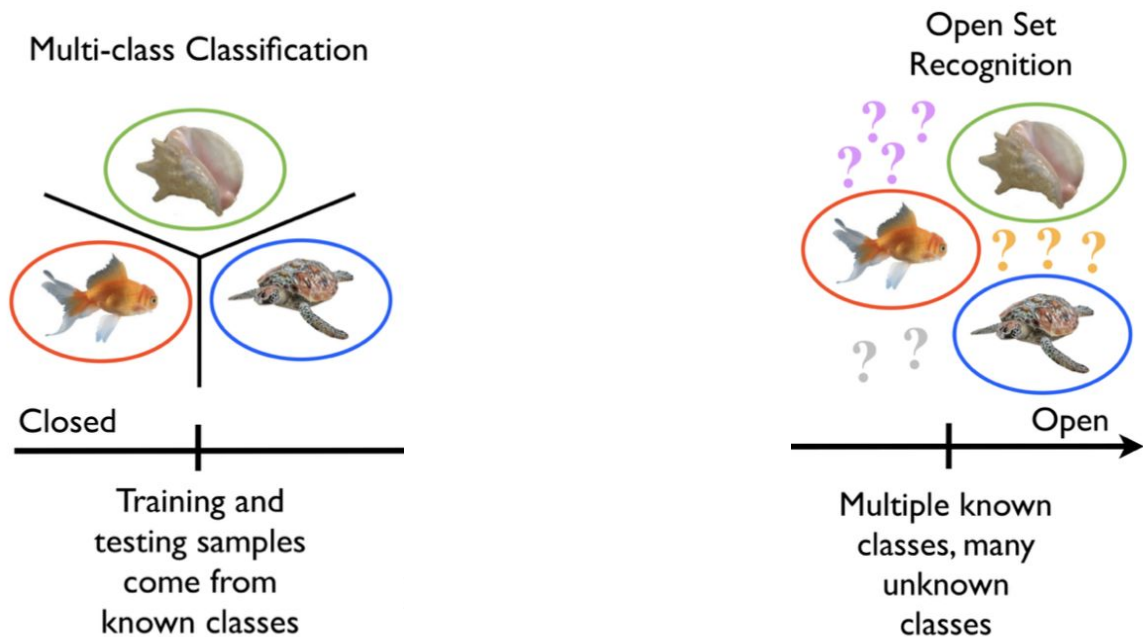 Multi-class Classification
Closed
Training and
testing samples
come from
known classes
Open Set
Recognition
? ?
? ?
? ? ?
? ?
Open
Multiple known
classes, many
unknown
classes